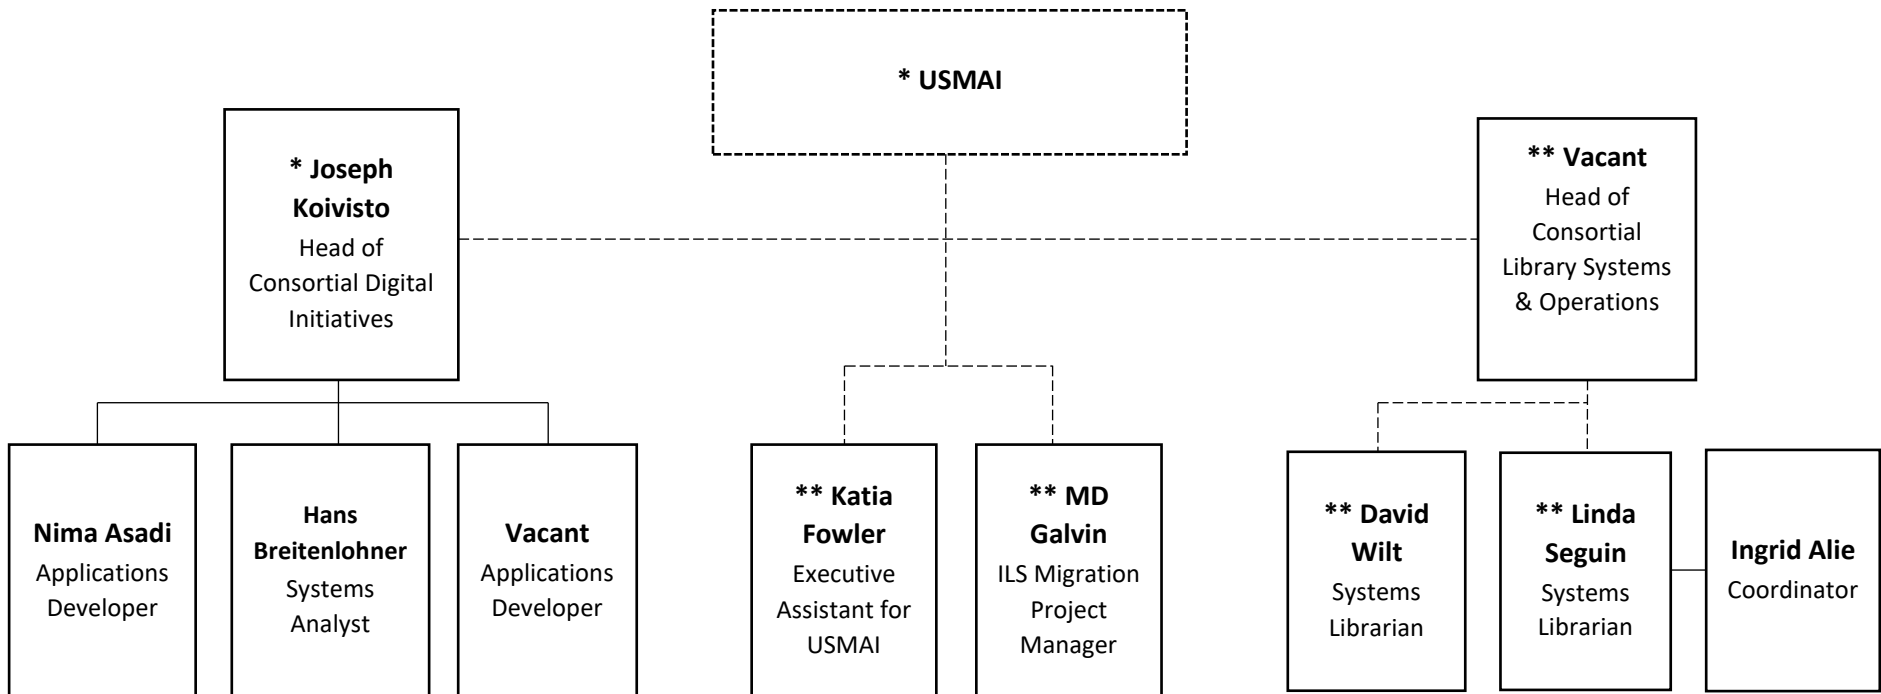 * USMAI
* Joseph
Koivisto
Head of
Consortial Digital
Initiatives
** Vacant
Head of
Consortial
Library Systems
& Operations
Nima Asadi
Applications
Developer
Hans
Breitenlohner
Systems
Analyst
Vacant
Applications
Developer
** Katia
Fowler
Executive
Assistant for
USMAI
** MD
Galvin
ILS Migration
Project
Manager
** David
Wilt
Systems
Librarian
** Linda
Seguin
Systems
Librarian
Ingrid Alie
Coordinator